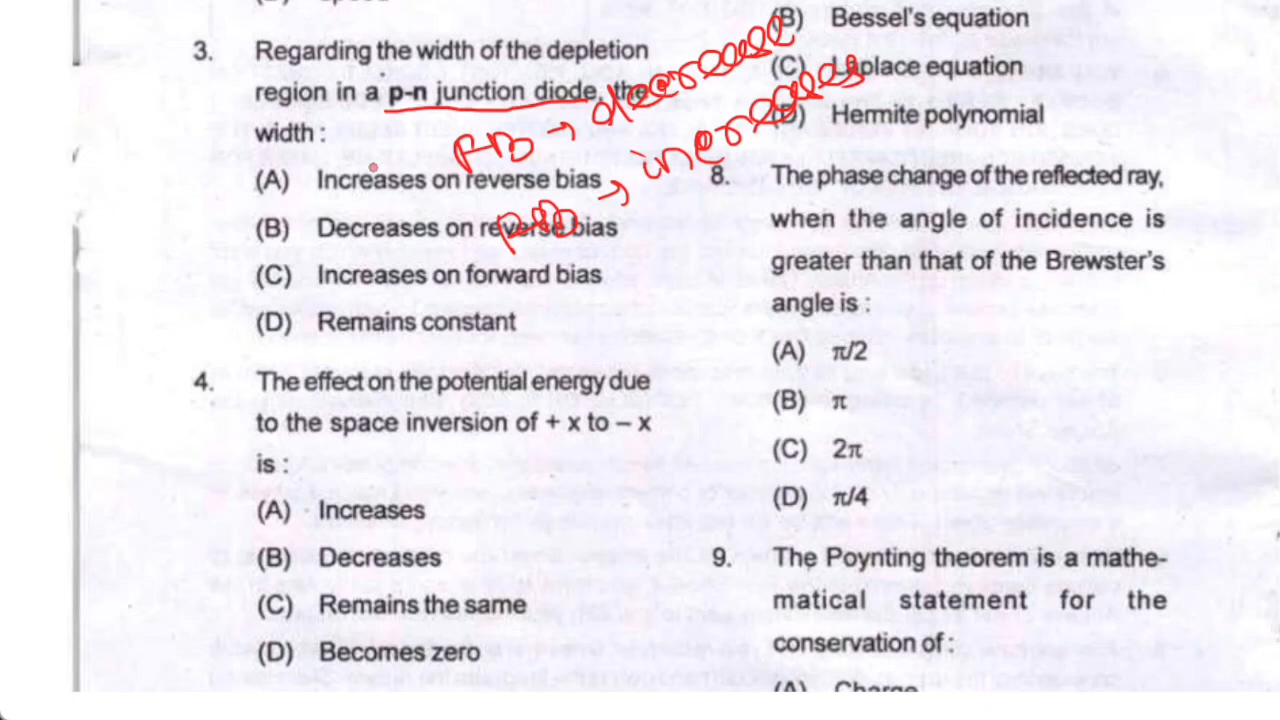 3. Regarding the width of the depletion
region in a p-n junction diode, the
width :
(A) Increases on reverse bias
(B) Decreases on reverse bias
(C) Increases on forward bias
(D) Remains constant
FB → decrease
RB → increases
4. The effect on the potential energy due
to the space inversion of + x to – x
is :
(A) Increases
(B) Decreases
(C) Remains the same
(D) Becomes zero
(B) Bessel's equation
(C) Laplace equation
(D) Hermite polynomial
8. The phase change of the reflected ray,
when the angle of incidence is
greater than that of the Brewster's
angle is :
(A) π/2
(B) π
(C) 2π
(D) π/4
9. The Poynting theorem is a mathe-
matical statement for the
conservation of :
(A) Charge